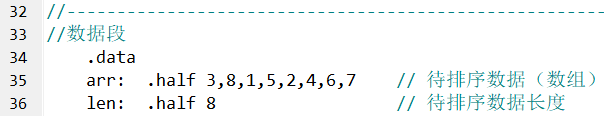 32 //-----------------------------------------------------
33 //数据段
34 .data
35 arr: .half 3,8,1,5,2,4,6,7 // 待排序数据（数组）
36 len: .half 8 // 待排序数据长度